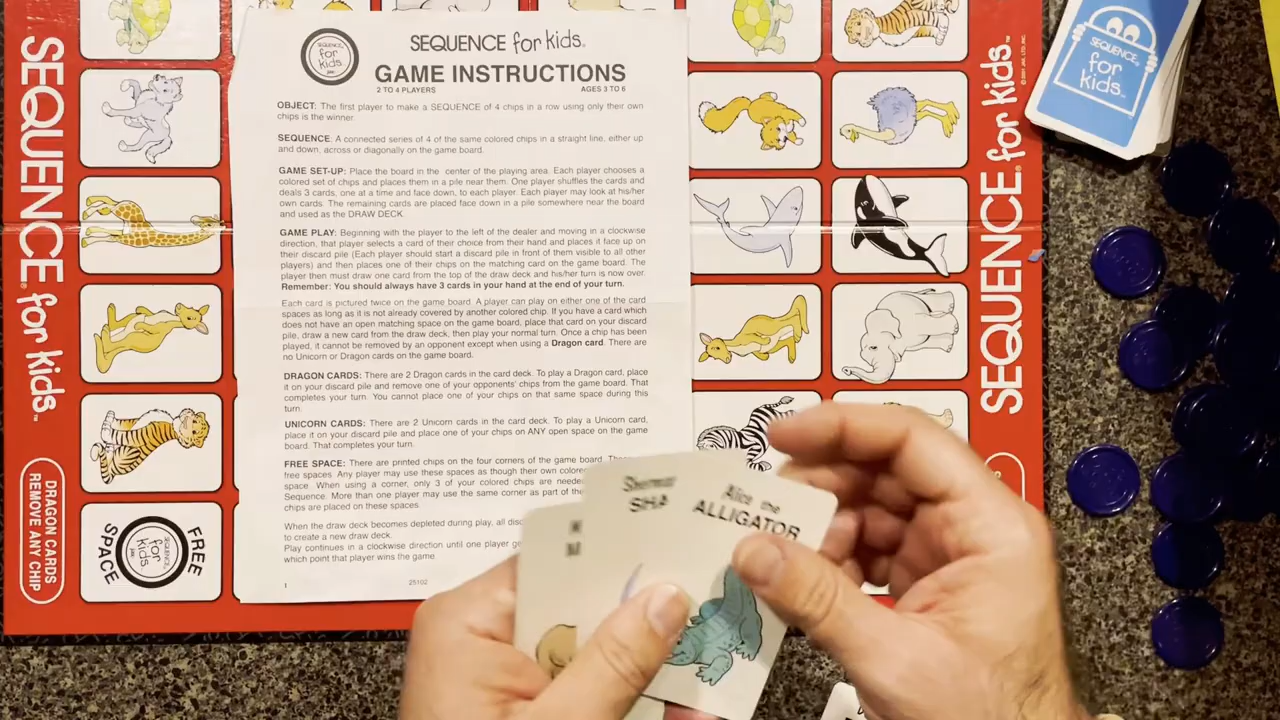 SEQUENCE for kids
GAME INSTRUCTIONS
2 TO 4 PLAYERS AGES 3 TO 6
OBJECT: The first player to make a SEQUENCE of 4 chips in a row using only their own
chips is the winner.
SEQUENCE: A connected series of 4 of the same colored chips in a straight line, either up
and down, across or diagonally on the game board.
GAME SET-UP: Place the board in the center of the playing area. Each player chooses a
colored set of chips and places them in a pile near them. One player shuffles the cards and
deals 3 cards, one at a time and face down, to each player. Each player may look at his/her
own cards. The remaining cards are placed face down in a pile somewhere near the board
and used as the DRAW DECK.
GAME PLAY: Beginning with the player to the left of the dealer and moving in a clockwise
direction, that player selects a card of their choice from their hand and places it face up on
their discard pile (Each player should start a discard pile in front of them visible to all other
players) and then places one of their chips on the matching card on the game board. The
player then must draw one card from the top of the draw deck and his/her turn is now over.
Remember: You should always have 3 cards in your hand at the end of your turn.
Each card is pictured twice on the game board. A player can play on either one of the card
spaces as long as it is not already covered by another colored chip. If you have a card which
does not have an open matching space on the game board, place that card on your discard
pile, draw a new card from the draw deck, then play your normal turn. Once a chip has been
played, it cannot be removed by an opponent except when using a Dragon card. There are
no Unicorn or Dragon cards on the game board.
DRAGON CARDS: There are 2 Dragon cards in the card deck. To play a Dragon card, place
it on your discard pile and remove one of your opponents' chips from the game board. That
completes your turn. You cannot place one of your chips on that same space during this
turn.
UNICORN CARDS: There are 2 Unicorn cards in the card deck. To play a Unicorn card,
place it on your discard pile and place one of your chips on ANY open space on the game
board. That completes your turn.
FREE SPACE: There are printed chips on the four corners of the game board.
free spaces. Any player may use these spaces as though their own
space. When using a corner, only 3 of your colored chips are
Sequence. More than one player may use the same corner as part of
chips are placed on these spaces.
When the draw deck becomes depleted during play, all
to create a new draw deck.
Play continues in a clockwise direction until one player
which point that player wins the game.
1 25102
SEQUENCE for kids
SEQUENCE for kids
DRAGON CARDS
REMOVE ANY CHIP
SEQUENCE for kids
FREE
SPACE
SEQUENCE for kids
SEQUENCE for kids
SHA
Alice the
ALLIGATOR
M